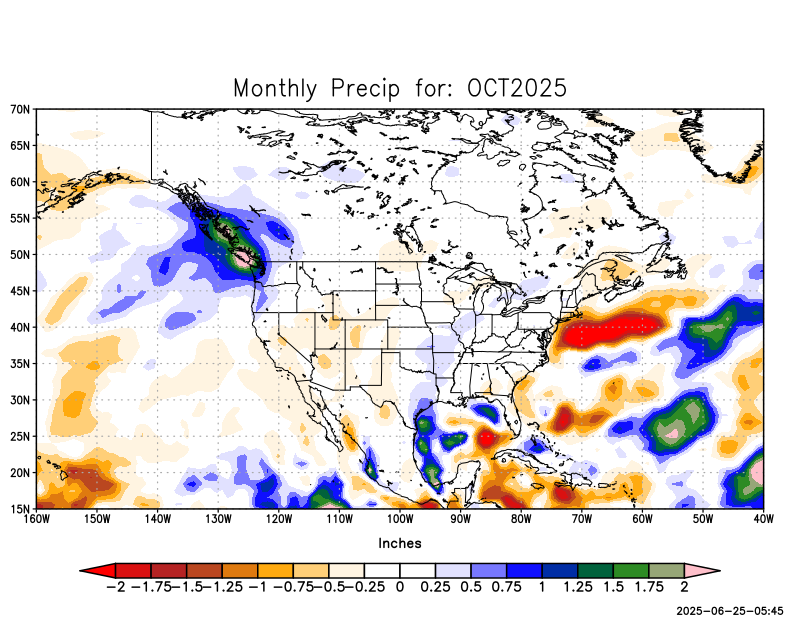 Monthly Precip for: OCT2025
70N
65N
60N
55N
50N
45N
40N
35N
30N
25N
20N
15N
160W 150W 140W 130W 120W 110W 100W 90W 80W 70W 60W 50W 40W
Inches
−2 −1.75 −1.5 −1.25 −1 −0.75 −0.5 −0.25 0 0.25 0.5 0.75 1 1.25 1.5 1.75 2
2025-06-25-05:45